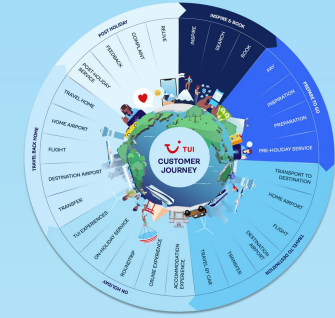 TUI
CUSTOMER
JOURNEY
INSPIRE & BOOK
INSPIRE
SEARCH
BOOK
PREPARE TO GO
PAY
INSPIRATION
PREPARATION
PRE-HOLIDAY SERVICE
TRAVEL TO DESTINATION
TRANSPORT TO
DESTINATION
HOME AIRPORT
FLIGHT
DESTINATION
AIRPORT
TRANSFER
TRAVEL BY CAR
ON HOLIDAY
ACCOMMODATION
EXPERIENCE
CRUISE EXPERIENCE
ROUNDTRIP
ON-HOLIDAY SERVICE
TUI EXPERIENCES
TRAVEL BACK HOME
TRANSFER
DESTINATION AIRPORT
FLIGHT
HOME AIRPORT
TRAVEL HOME
POST HOLIDAY
POST-HOLIDAY
SERVICE
FEEDBACK
COMPLAINT
RELIVE